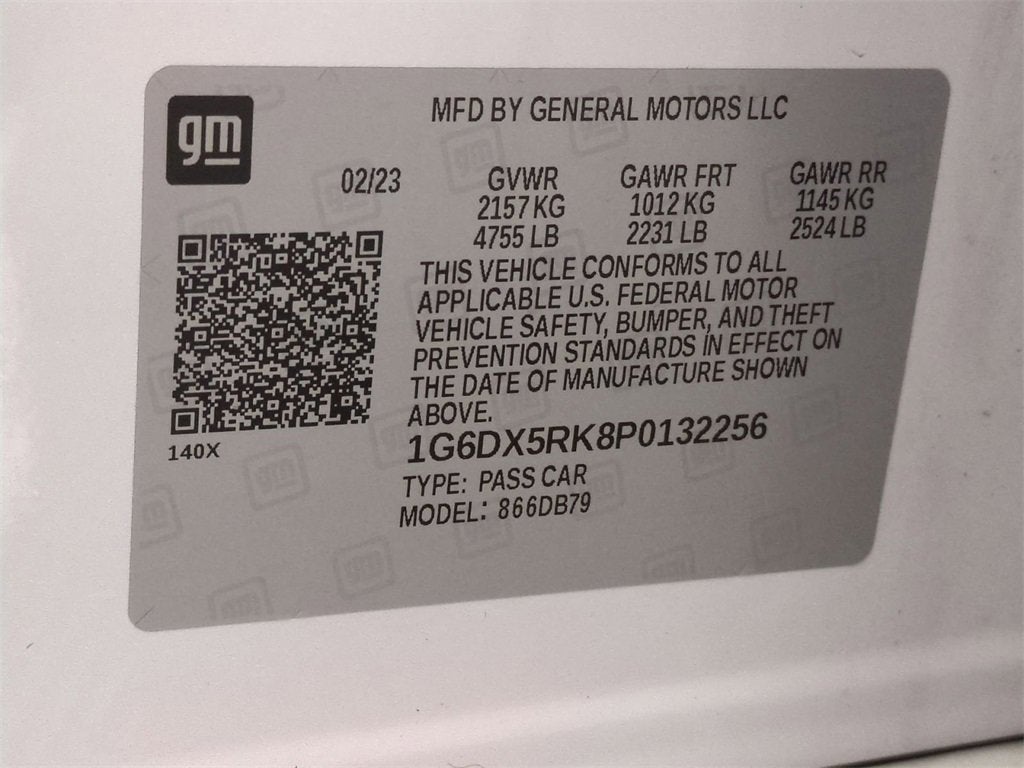 gm
MFD BY GENERAL MOTORS LLC
02/23 GVWR GAWR FRT GAWR RR
2157 KG 1012 KG 1145 KG
4755 LB 2231 LB 2524 LB
THIS VEHICLE CONFORMS TO ALL
APPLICABLE U.S. FEDERAL MOTOR
VEHICLE SAFETY, BUMPER, AND THEFT
PREVENTION STANDARDS IN EFFECT ON
THE DATE OF MANUFACTURE SHOWN
ABOVE.
140X
1G6DX5RK8P0132256
TYPE: PASS CAR
MODEL: 866DB79